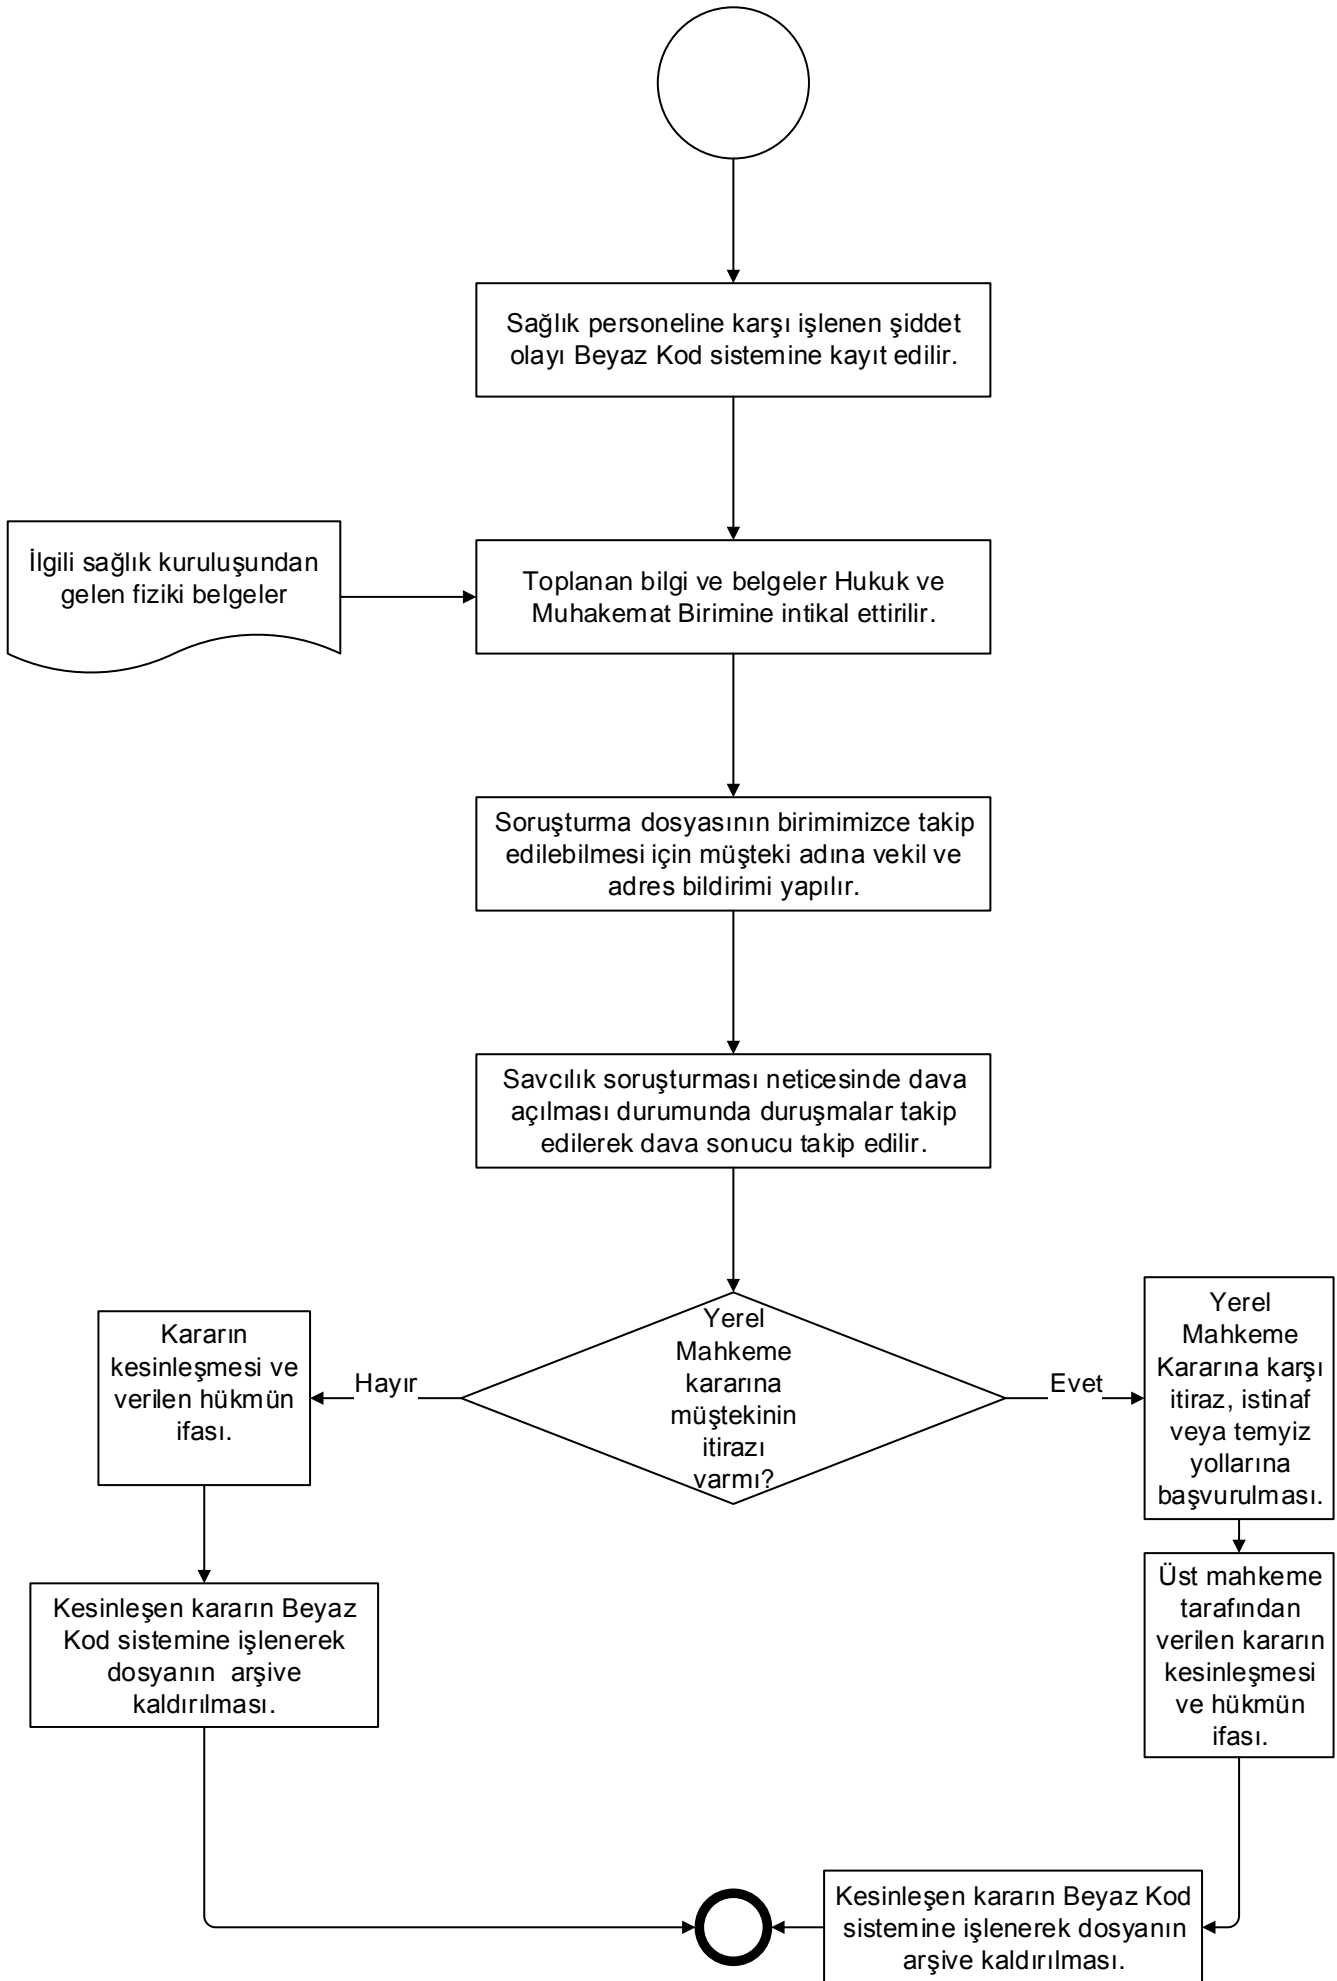 Sağlık personeline karşı işlenen şiddet
olayı Beyaz Kod sistemine kayıt edilir.
İlgili sağlık kuruluşundan
gelen fiziki belgeler
Toplanan bilgi ve belgeler Hukuk ve
Muhakemat Birimine intikal ettirilir.
Soruşturma dosyasının birimimizce takip
edilebilmesi için müşteki adına vekil ve
adres bildirimi yapılır.
Savcılık soruşturması neticesinde dava
açılması durumunda duruşmalar takip
edilerek dava sonucu takip edilir.
Yerel
Mahkeme
kararına
müştekinin
itirazı
varmı?
Hayır
Kararın
kesinleşmesi ve
verilen hükmün
ifası.
Kesinleşen kararın Beyaz
Kod sistemine işlenerek
dosyanın  arşive
kaldırılması.
Evet
Yerel
Mahkeme
Kararına karşı
itiraz, istinaf
veya temyiz
yollarına
başvurulması.
Üst mahkeme
tarafından
verilen kararın
kesinleşmesi
ve hükmün
ifası.
Kesinleşen kararın Beyaz Kod
sistemine işlenerek dosyanın
arşive kaldırılması.